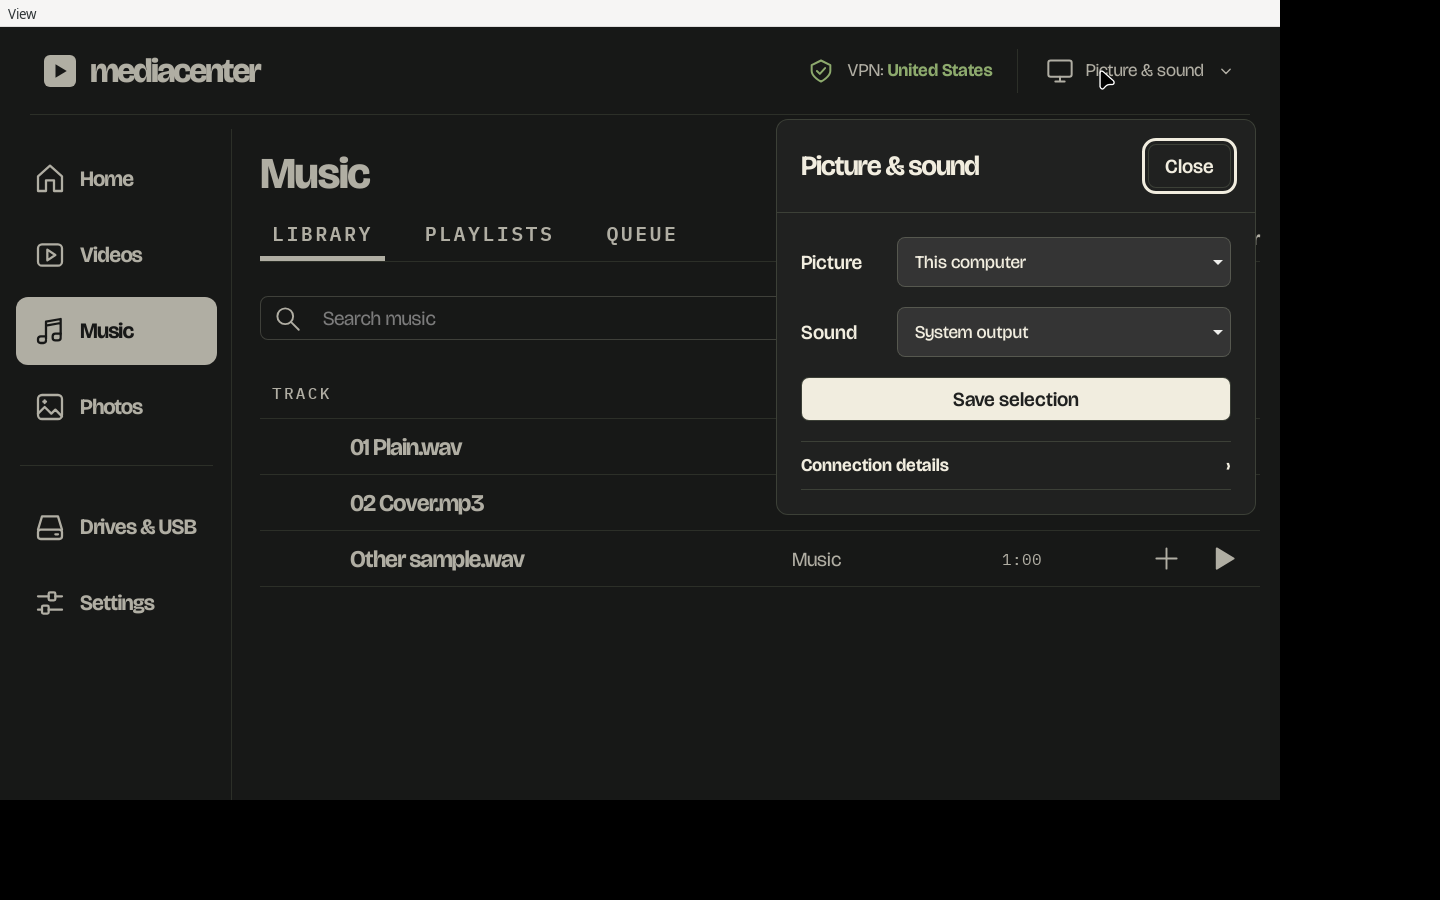 View
mediacenter
VPN: United States
Picture & sound
Home
Videos
Music
Photos
Drives & USB
Settings
Music
LIBRARY
PLAYLISTS
QUEUE
Search music
TRACK
01 Plain.wav
02 Cover.mp3
Other sample.wav
Music
1:00
Picture & sound
Close
Picture
This computer
Sound
System output
Save selection
Connection details